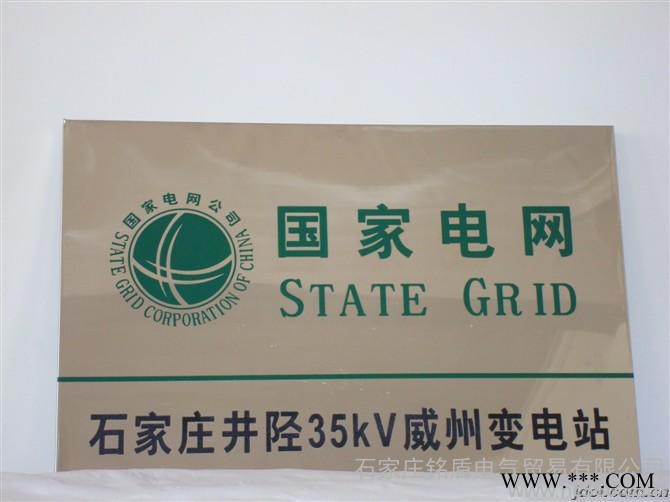 国家电网公司
STATE GRID CORPORATION OF CHINA
国家电网
STATE GRID
石家庄井陉35kV威州变电站
石家庄铭盾电气贸易有限公司
www.***.com